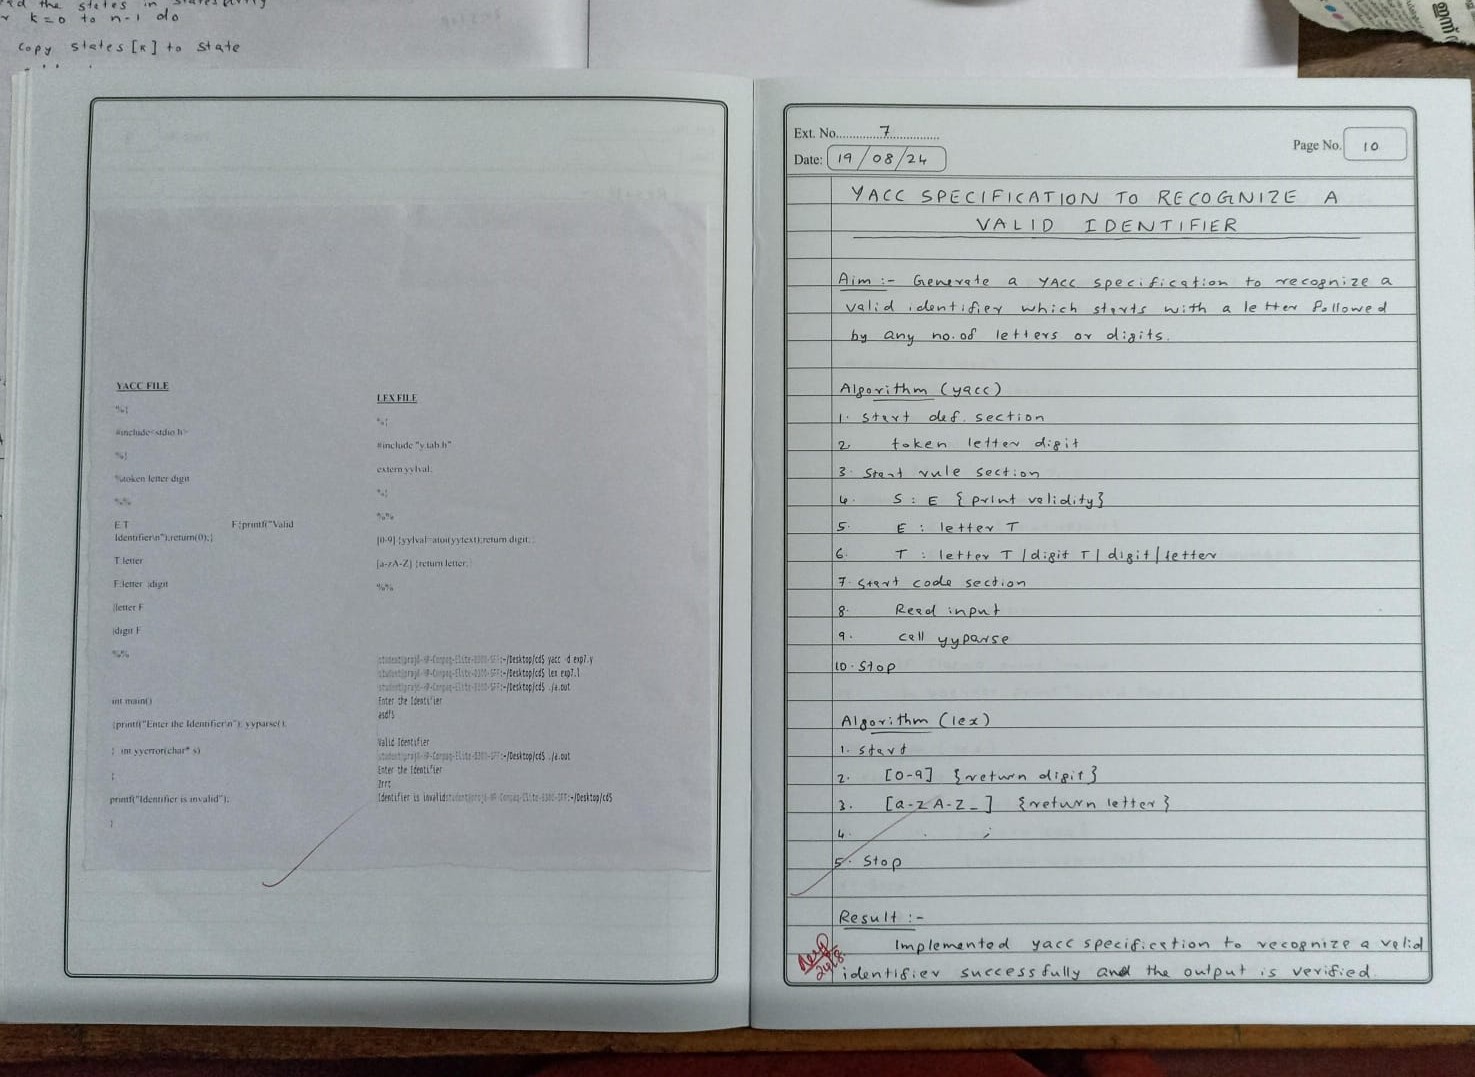 the states in
k=0 to n-1 do
copy states[k] to state
YACC FILE
%{
#include<stdio.h>
%}
%token letter digit
%%
E:T F{printf("Valid
Identifier\n");return(0);}
T:letter
F:letter |digit
|letter F
|digit F
%%
int main()
{printf("Enter the Identifier\n"); yyparse();
} int yyerror(char* s)
{
printf("Identifier is invalid");
}
LEX FILE
%{
#include "y.tab.h"
extern yylval;
%}
%%
[0-9] {yylval=atoi(yytext);return digit;}
[a-zA-Z] {return letter;}
%%
:~/Desktop/cd$ yacc -d exp7.y
:~/Desktop/cd$ lex exp7.l
:~/Desktop/cd$ ./a.out
Enter the Identifier
asdf5
Valid Identifier
:~/Desktop/cd$ ./a.out
Enter the Identifier
2rrt
Identifier is invalid :~/Desktop/cd$
Ext. No. 7
Page No. 10
Date: 19/08/24
YACC SPECIFICATION TO RECOGNIZE A
VALID IDENTIFIER
Aim :- Generate a YACC specification to recognize a
valid identifier which starts with a letter followed
by any no. of letters or digits.
Algorithm (yacc)
1. Start def. section
2. token letter digit
3. Start rule section
4. S : E {print validity}
5. E : letter T
6. T : letter T | digit T | digit | letter
7. Start code section
8. Read input
9. call yyparse
10. Stop
Algorithm (lex)
1. Start
2. [0-9] {return digit}
3. [a-zA-Z_] {return letter}
4. . ;
5. Stop
Result :-
Implemented yacc specification to recognize a valid
identifier successfully and the output is verified.